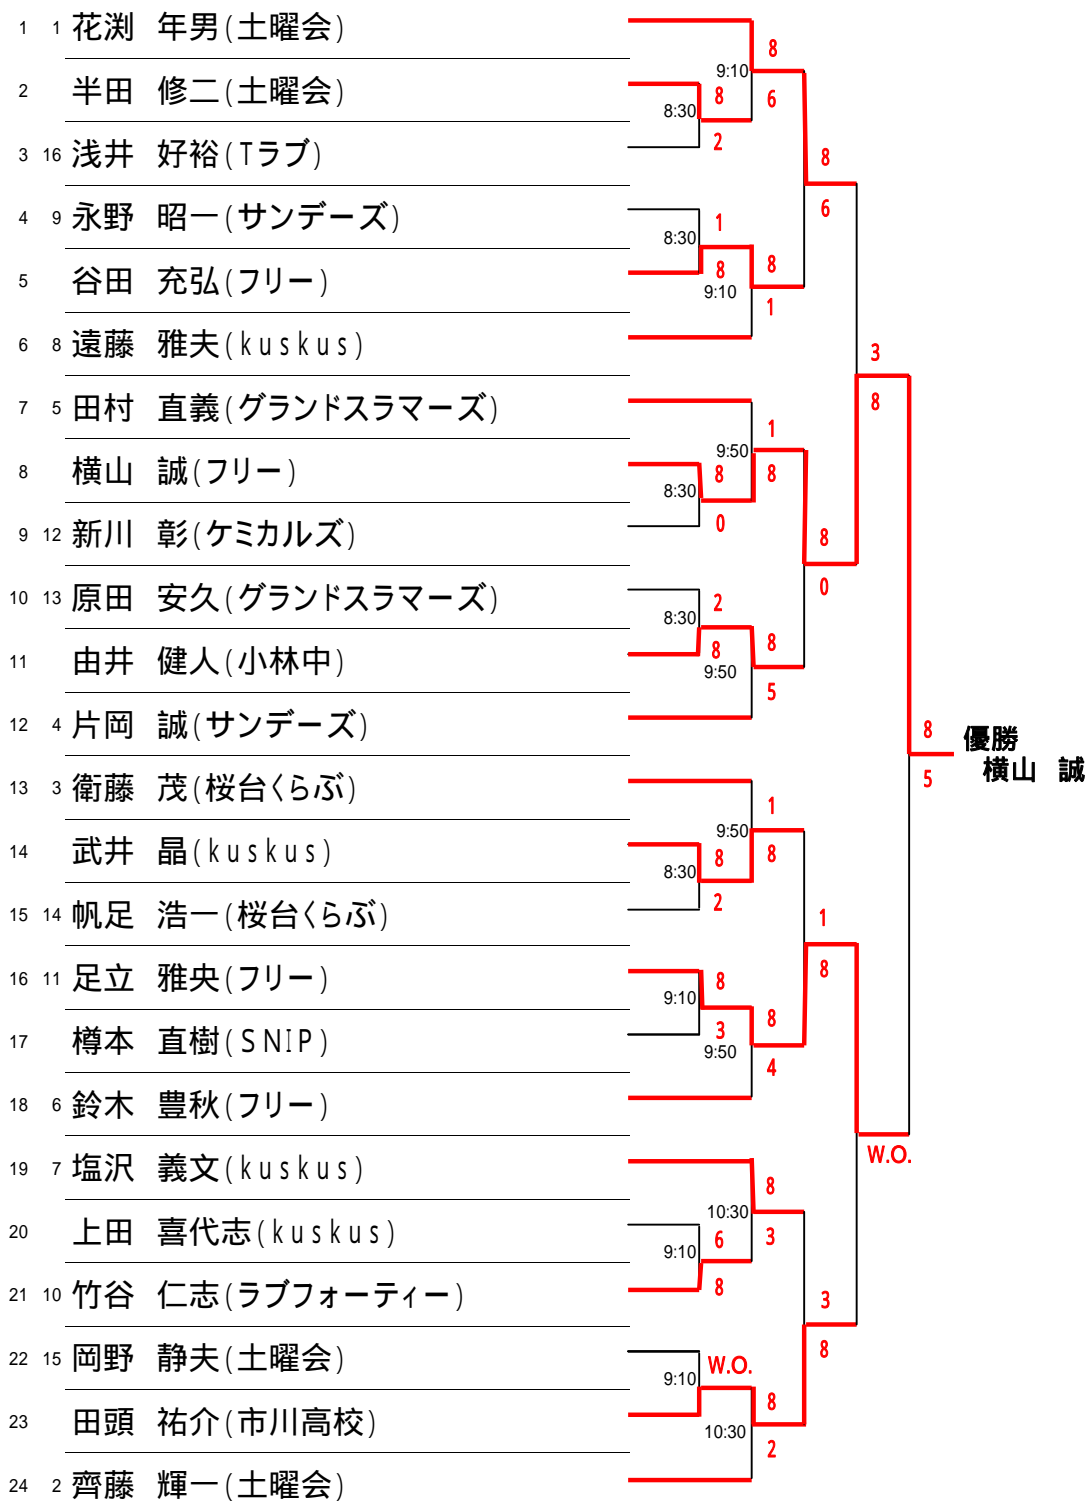 1 1 花渕 年男(土曜会)
8
9:10
6
2 半田 修二(土曜会)
8
8:30
2
3 16 浅井 好裕(Tラブ)
8
6
4 9 永野 昭一(サンデーズ)
1
8:30
8
5 谷田 充弘(フリー)
8
9:10
1
6 8 遠藤 雅夫(kuskus)
3
8
7 5 田村 直義(グランドスラマーズ)
1
9:50
8
8 横山 誠(フリー)
8
8:30
0
9 12 新川 彰(ケミカルズ)
8
0
10 13 原田 安久(グランドスラマーズ)
2
8:30
8
11 由井 健人(小林中)
8
9:50
5
12 4 片岡 誠(サンデーズ)
8
5
優勝
横山 誠
13 3 衛藤 茂(桜台くらぶ)
1
9:50
8
14 武井 晶(kuskus)
8
8:30
2
15 14 帆足 浩一(桜台くらぶ)
1
8
16 11 足立 雅央(フリー)
8
9:10
3
17 樽本 直樹(SNIP)
8
9:50
4
18 6 鈴木 豊秋(フリー)
W.O.
19 7 塩沢 義文(kuskus)
8
10:30
3
20 上田 喜代志(kuskus)
6
9:10
8
21 10 竹谷 仁志(ラブフォーティー)
3
8
22 15 岡野 静夫(土曜会)
W.O.
9:10
23 田頭 祐介(市川高校)
8
10:30
2
24 2 齊藤 輝一(土曜会)